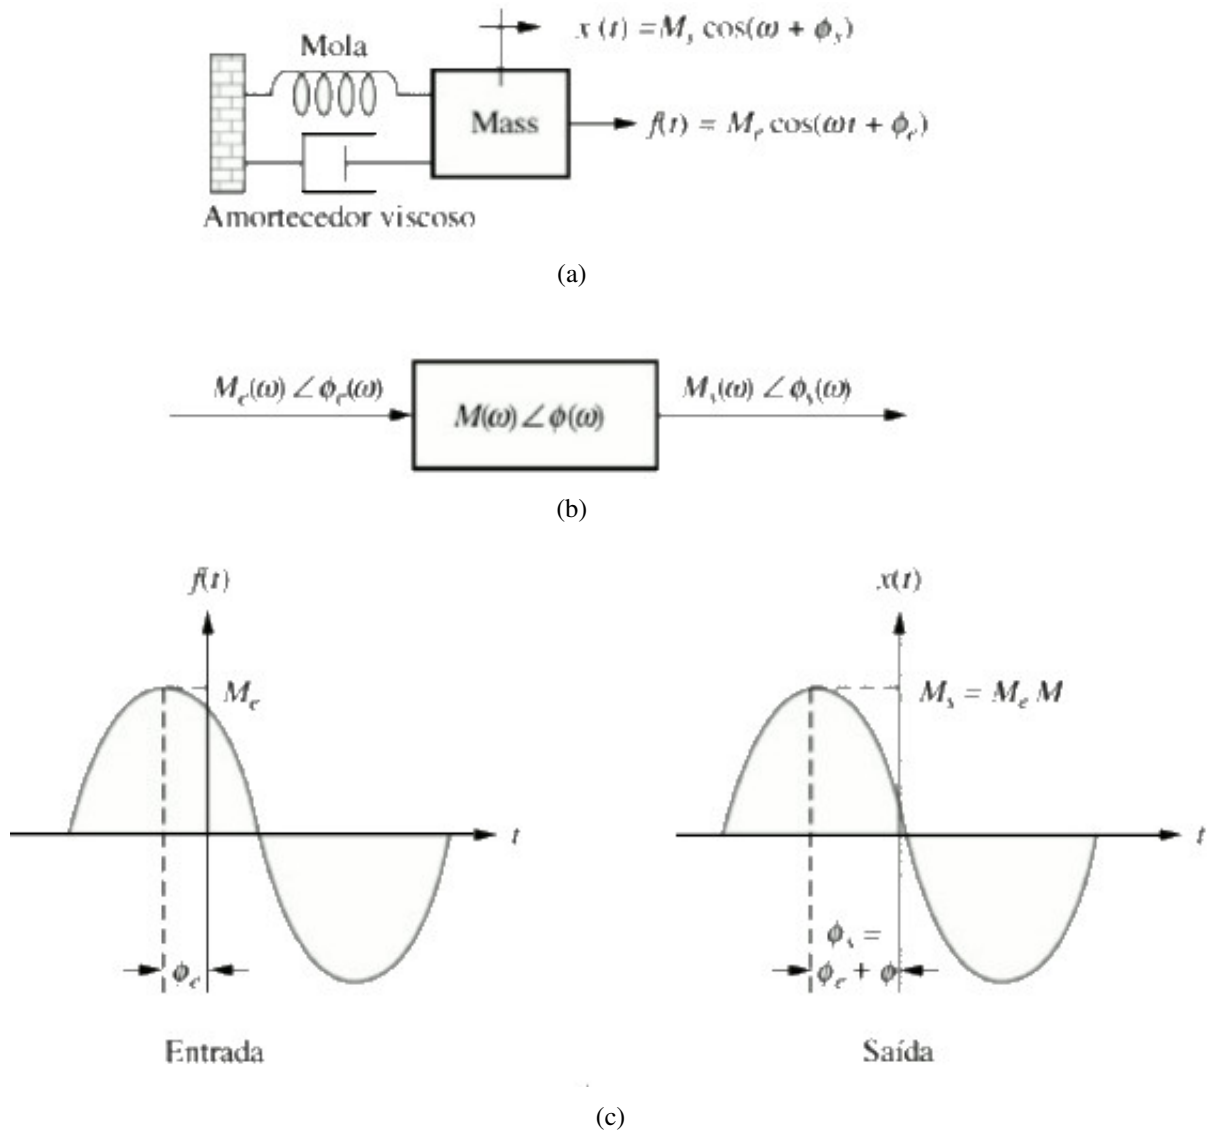 x (t) = M_s cos(ω + ϕ_s)
Mola
Mass
f(t) = M_e cos(ωt + ϕ_e)
Amortecedor viscoso
(a)
M_e(ω) ∠ ϕ_e(ω)
M(ω) ∠ ϕ(ω)
M_s(ω) ∠ ϕ_s(ω)
(b)
f(t)
x(t)
M_e
M_s = M_e M
t
t
ϕ_s =
ϕ_e
ϕ_e + ϕ
Entrada
Saída
(c)